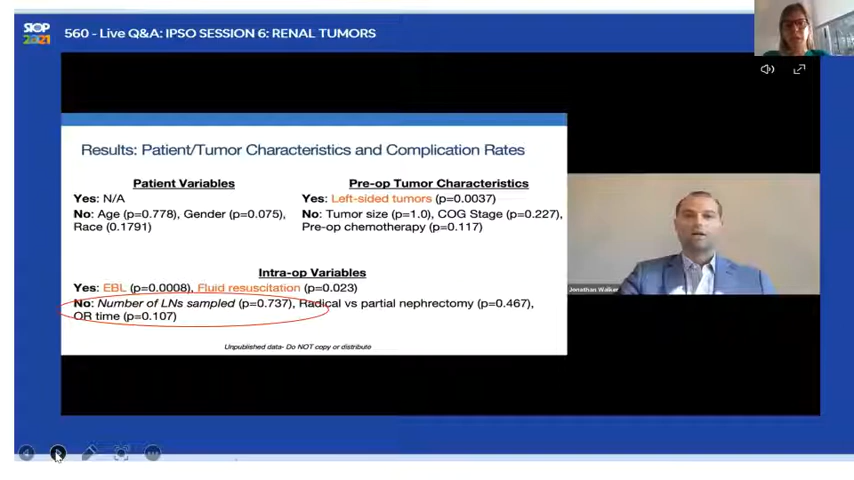 SIOP
2021
560 - Live Q&A: IPSO SESSION 6: RENAL TUMORS
Results: Patient/Tumor Characteristics and Complication Rates
Patient Variables
Yes: N/A
No: Age (p=0.778), Gender (p=0.075),
Race (0.1791)
Pre-op Tumor Characteristics
Yes: Left-sided tumors (p=0.0037)
No: Tumor size (p=1.0), COG Stage (p=0.227),
Pre-op chemotherapy (p=0.117)
Intra-op Variables
Yes: EBL (p=0.0008), Fluid resuscitation (p=0.023)
No: Number of LNs sampled (p=0.737), Radical vs partial nephrectomy (p=0.467),
OR time (p=0.107)
Unpublished data- Do NOT copy or distribute
Jonathan Walker